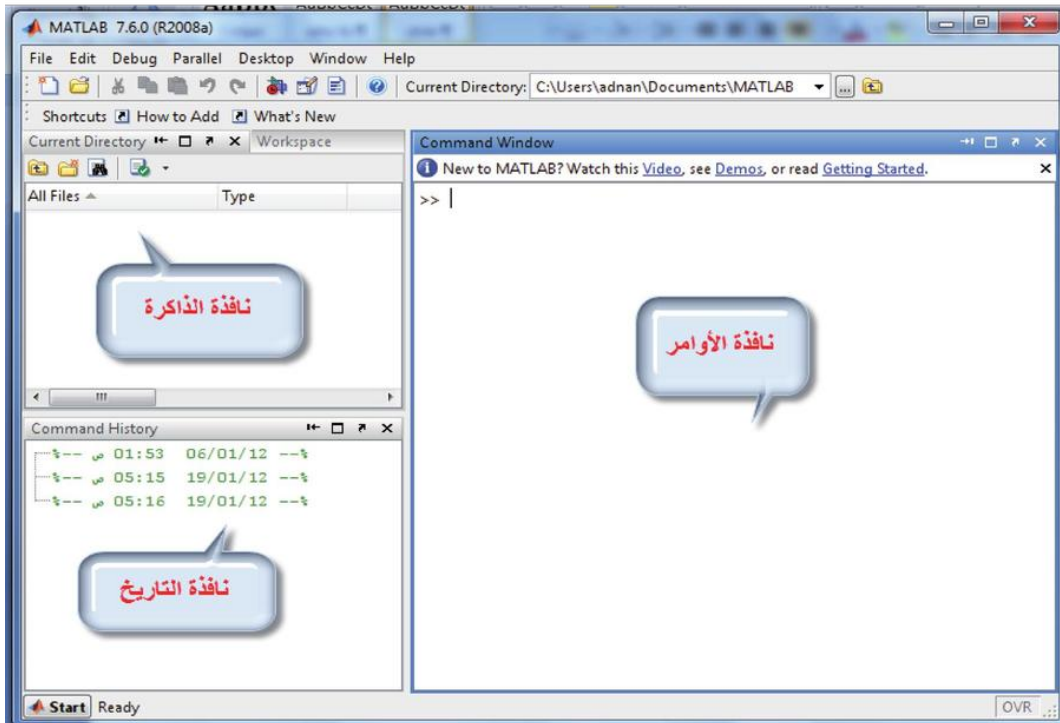 MATLAB 7.6.0 (R2008a)
File Edit Debug Parallel Desktop Window Help
Current Directory: C:\Users\adnan\Documents\MATLAB
Shortcuts How to Add What's New
Current Directory Workspace
All Files Type
نافذة الذاكرة
Command History
%-- ص 01:53 06/01/12 --%
%-- ص 05:15 19/01/12 --%
%-- ص 05:16 19/01/12 --%
نافذة التاريخ
Command Window
New to MATLAB? Watch this Video, see Demos, or read Getting Started.
>>
نافذة الأوامر
Start Ready
OVR